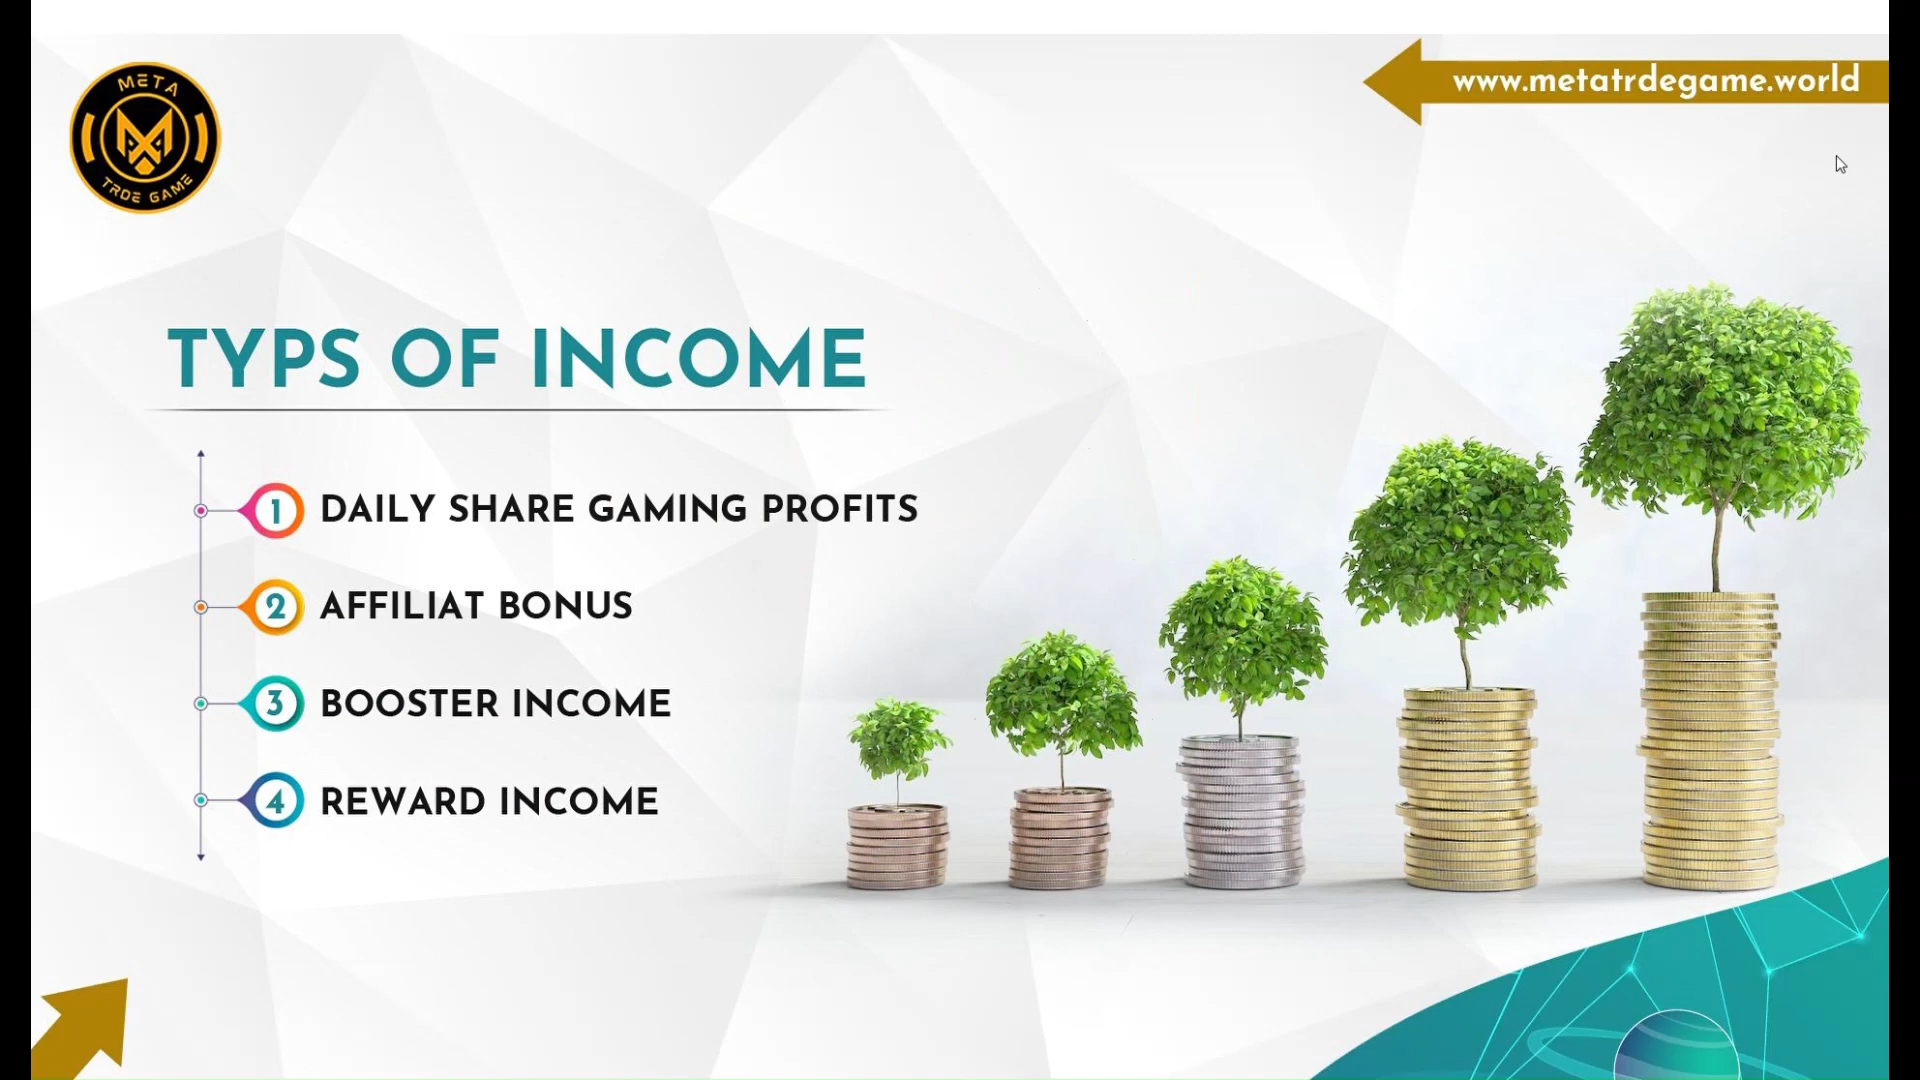 META
TRDE GAME
www.metatrdegame.world
TYPS OF INCOME
1 DAILY SHARE GAMING PROFITS
2 AFFILIAT BONUS
3 BOOSTER INCOME
4 REWARD INCOME